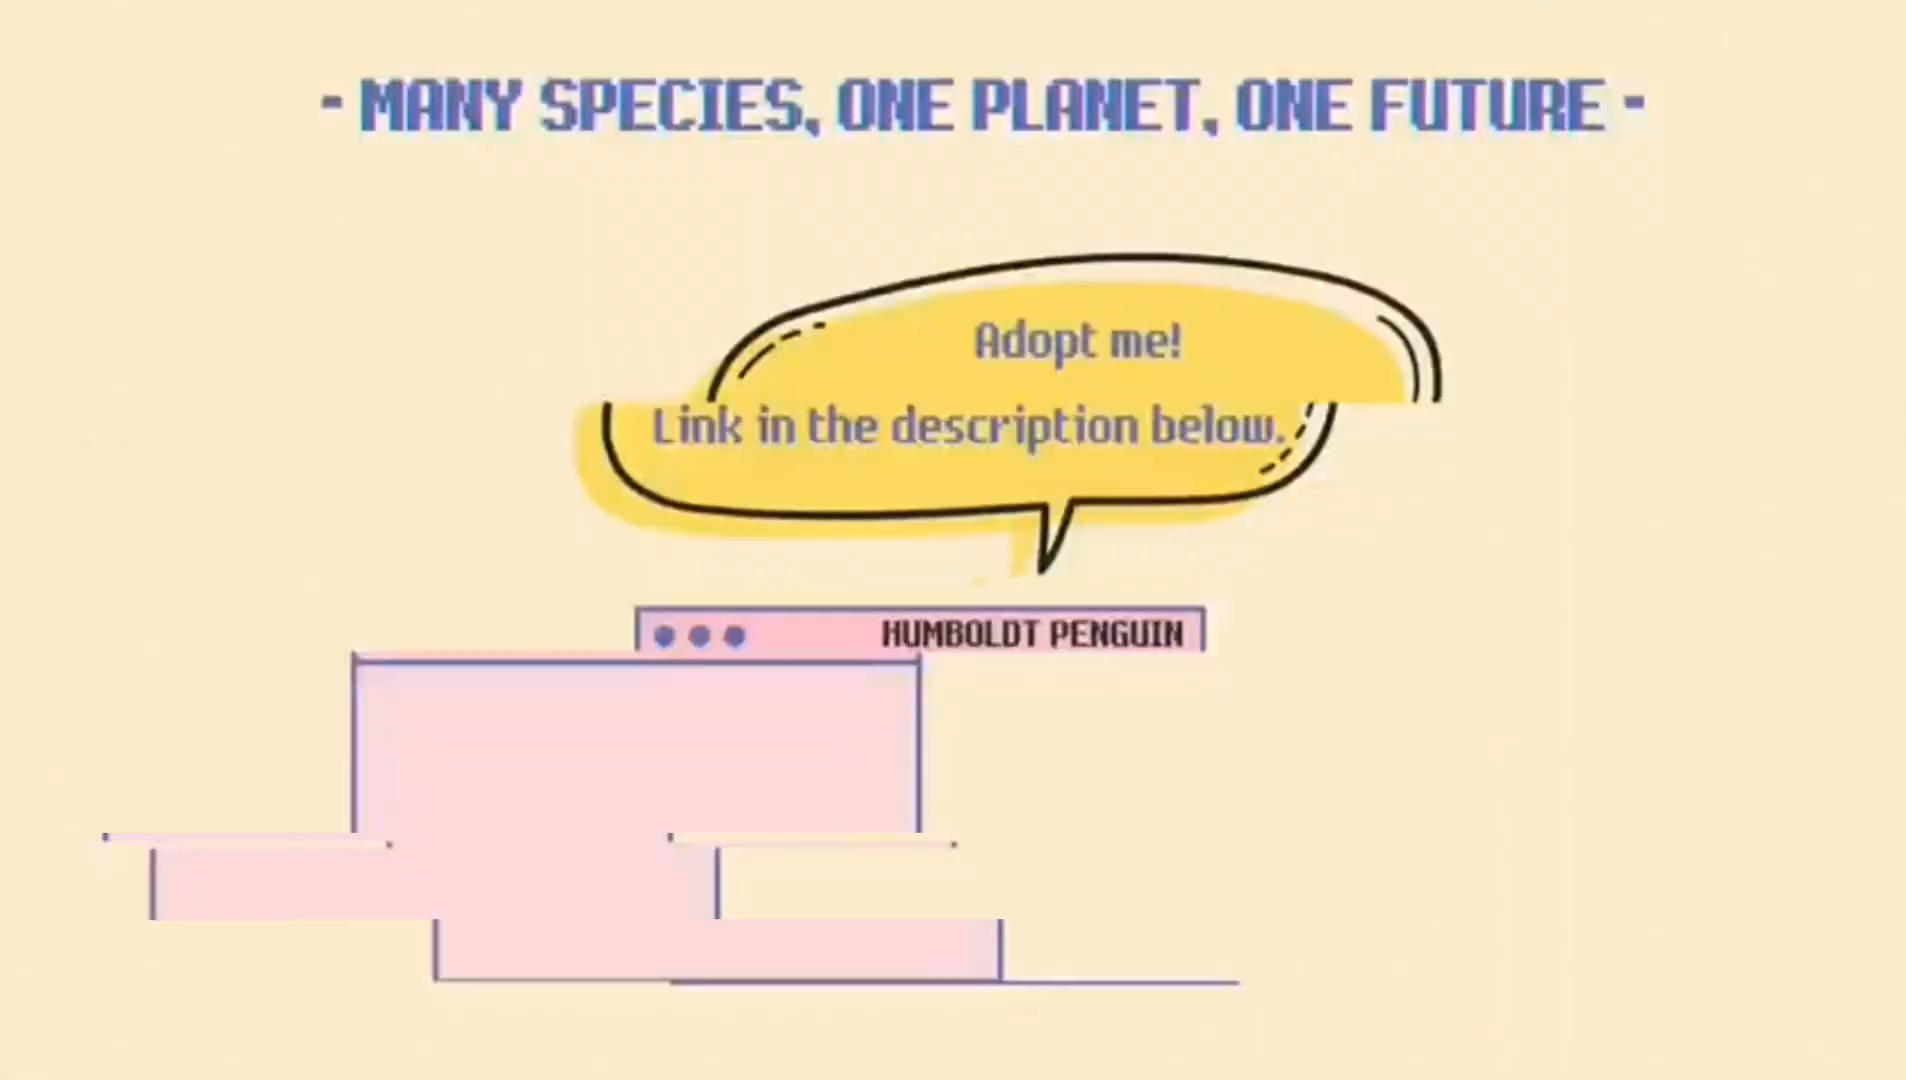 - MANY SPECIES, ONE PLANET, ONE FUTURE -
Adopt me!
Link in the description below.
HUMBOLDT PENGUIN